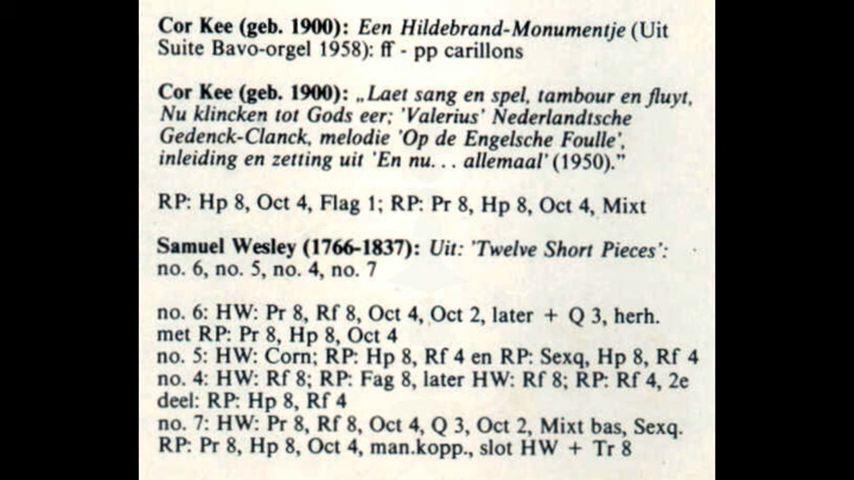 Cor Kee (geb. 1900): Een Hildebrand-Monumentje (Uit
Suite Bavo-orgel 1958): ff - pp carillons
Cor Kee (geb. 1900): „Laet sang en spel, tambour en fluyt,
Nu klincken tot Gods eer; 'Valerius' Nederlandtsche
Gedenck-Clanck, melodie 'Op de Engelsche Foulle',
inleiding en zetting uit 'En nu... allemaal' (1950)."
RP: Hp 8, Oct 4, Flag 1; RP: Pr 8, Hp 8, Oct 4, Mixt
Samuel Wesley (1766-1837): Uit: 'Twelve Short Pieces':
no. 6, no. 5, no. 4, no. 7
no. 6: HW: Pr 8, Rf 8, Oct 4, Oct 2, later + Q 3, herh.
met RP: Pr 8, Hp 8, Oct 4
no. 5: HW: Corn; RP: Hp 8, Rf 4 en RP: Sexq, Hp 8, Rf 4
no. 4: HW: Rf 8; RP: Fag 8, later HW: Rf 8; RP: Rf 4, 2e
deel: RP: Hp 8, Rf 4
no. 7: HW: Pr 8, Rf 8, Oct 4, Q 3, Oct 2, Mixt bas, Sexq.
RP: Pr 8, Hp 8, Oct 4, man.kopp., slot HW + Tr 8